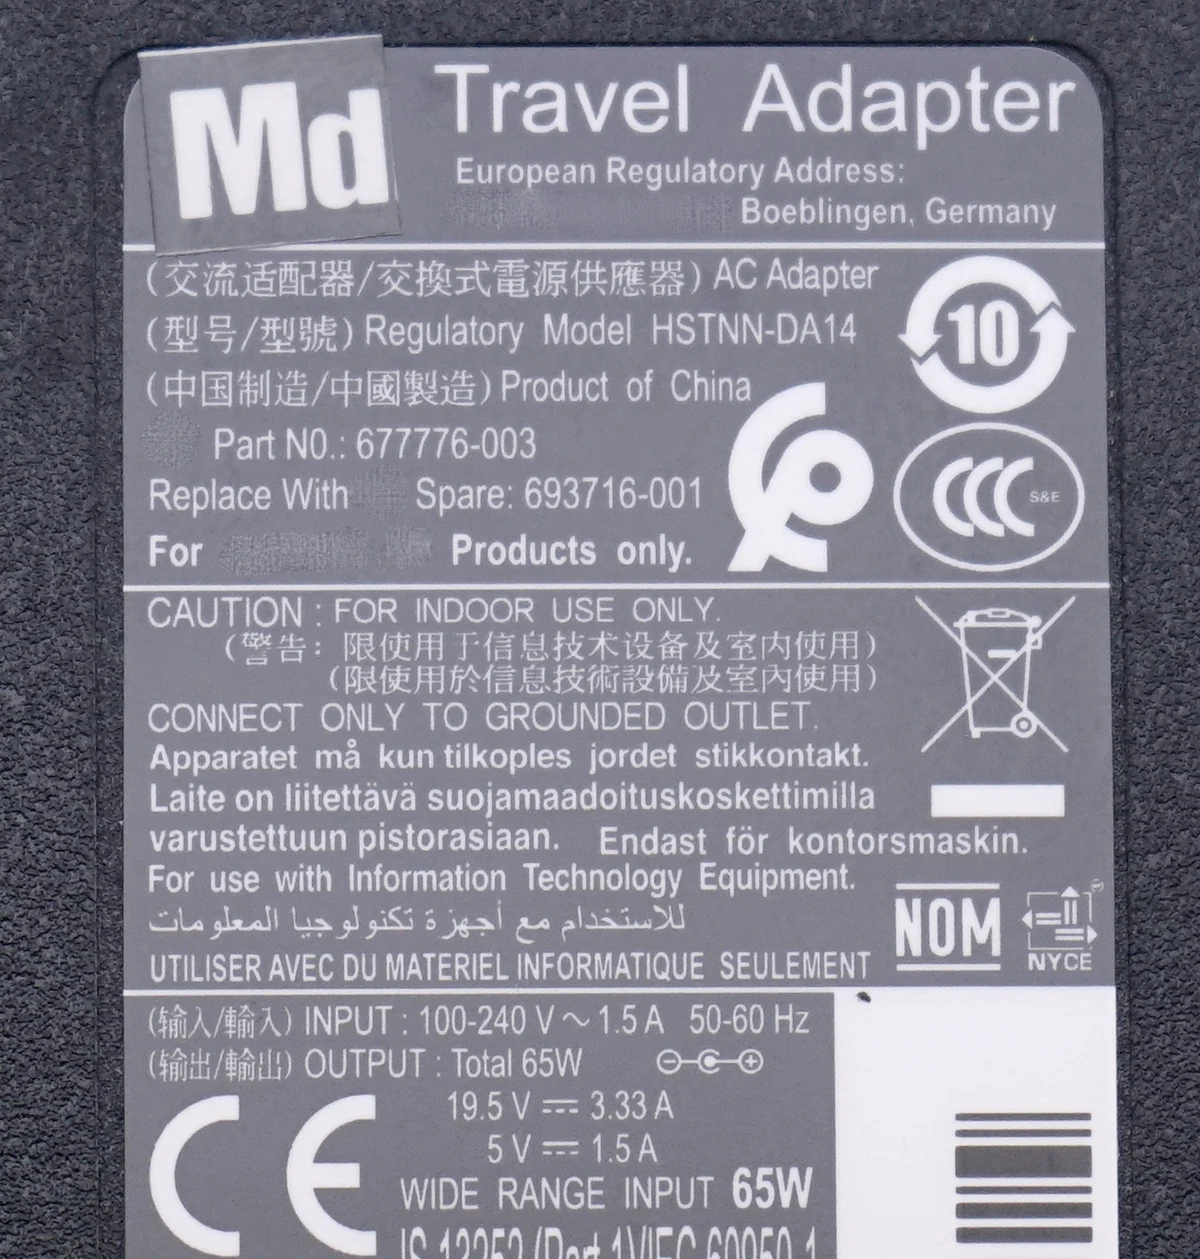 Md
Travel Adapter
European Regulatory Address:
Boeblingen, Germany
(交流适配器/交換式電源供應器) AC Adapter
(型号/型號) Regulatory Model HSTNN-DA14
10
(中国制造/中國製造) Product of China
Part N0.: 677776-003
Replace With Spare: 693716-001
CCC S&E
For Products only.
CAUTION : FOR INDOOR USE ONLY.
(警告: 限使用于信息技术设备及室内使用)
(限使用於信息技術設備及室內使用)
CONNECT ONLY TO GROUNDED OUTLET.
Apparatet må kun tilkoples jordet stikkontakt.
Laite on liitettävä suojamaadoituskoskettimilla
varustettuun pistorasiaan. Endast för kontorsmaskin.
For use with Information Technology Equipment.
للاستخدام مع أجهزة تكنولوجيا المعلومات
NOM
NYCE
UTILISER AVEC DU MATERIEL INFORMATIQUE SEULEMENT
(输入/輸入) INPUT : 100-240 V ~ 1.5 A 50-60 Hz
(输出/輸出) OUTPUT : Total 65W
19.5 V ⎓ 3.33 A
5 V ⎓ 1.5 A
CE
WIDE RANGE INPUT 65W